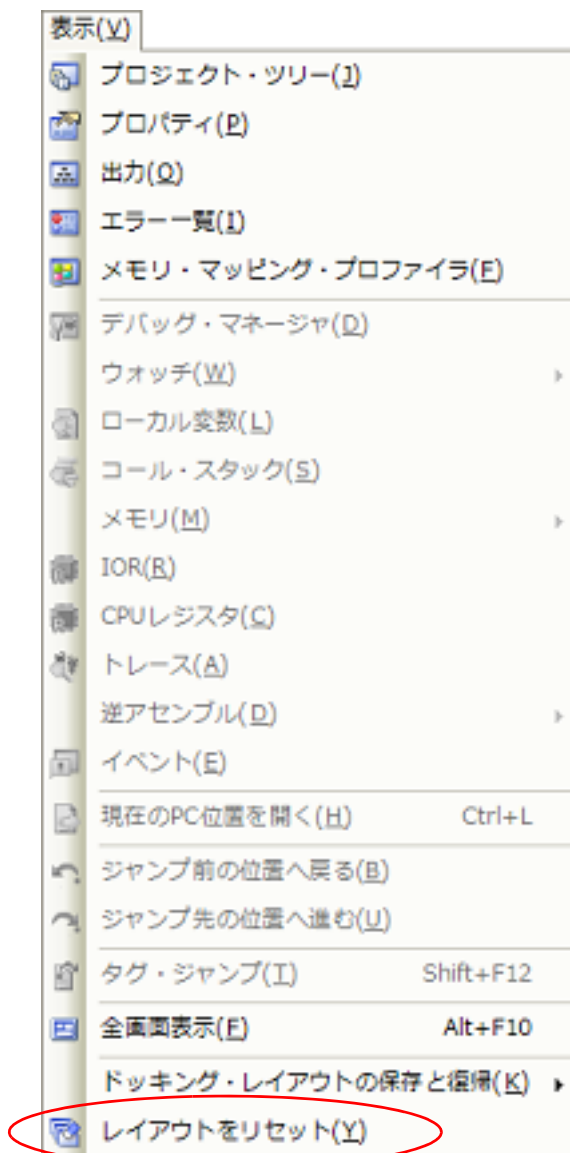 表示(V)
プロジェクト・ツリー(J)
プロパティ(P)
出力(O)
エラー一覧(I)
メモリ・マッピング・プロファイラ(F)
デバッグ・マネージャ(D)
ウォッチ(W)
ローカル変数(L)
コール・スタック(S)
メモリ(M)
IOR(R)
CPUレジスタ(C)
トレース(A)
逆アセンブル(D)
イベント(E)
現在のPC位置を開く(H) Ctrl+L
ジャンプ前の位置へ戻る(B)
ジャンプ先の位置へ進む(U)
タグ・ジャンプ(T) Shift+F12
全画面表示(F) Alt+F10
ドッキング・レイアウトの保存と復帰(K)
レイアウトをリセット(Y)